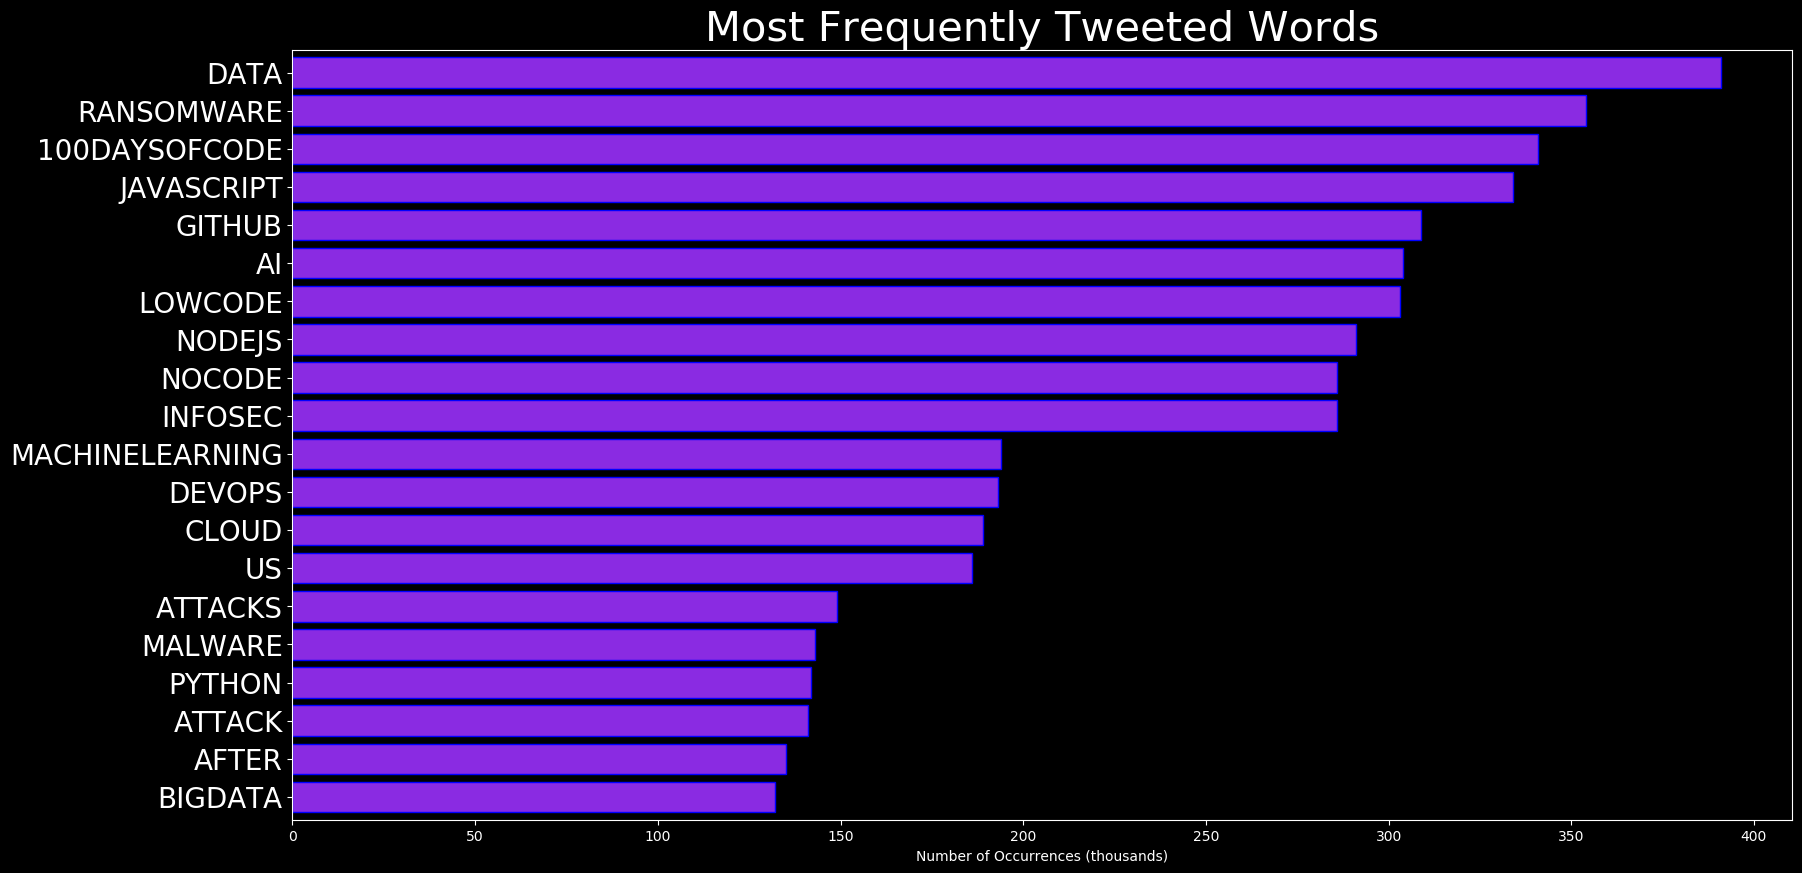 Most Frequently Tweeted Words
DATA
RANSOMWARE
100DAYSOFCODE
JAVASCRIPT
GITHUB
AI
LOWCODE
NODEJS
NOCODE
INFOSEC
MACHINELEARNING
DEVOPS
CLOUD
US
ATTACKS
MALWARE
PYTHON
ATTACK
AFTER
BIGDATA
0 50 100 150 200 250 300 350 400
Number of Occurrences (thousands)